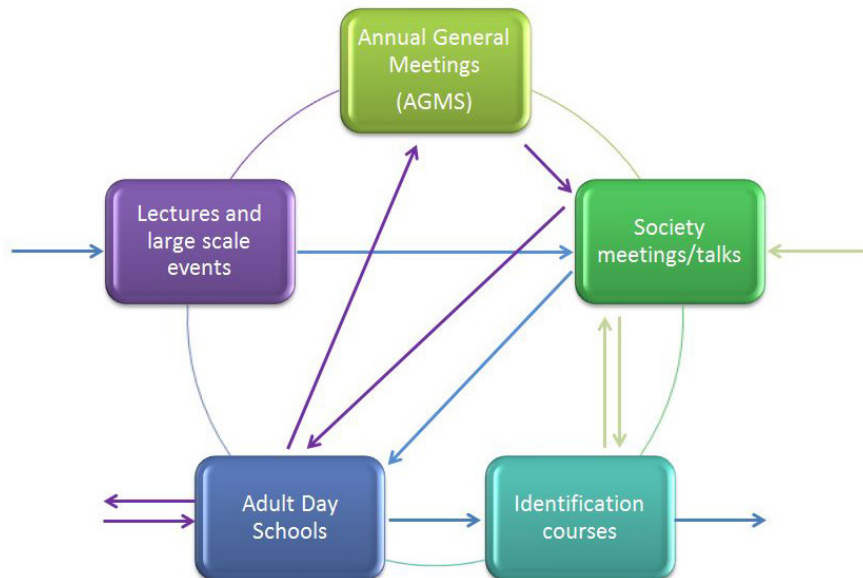 Annual General
Meetings
(AGMS)
Lectures and
large scale
events
Society
meetings/talks
Adult Day
Schools
Identification
courses